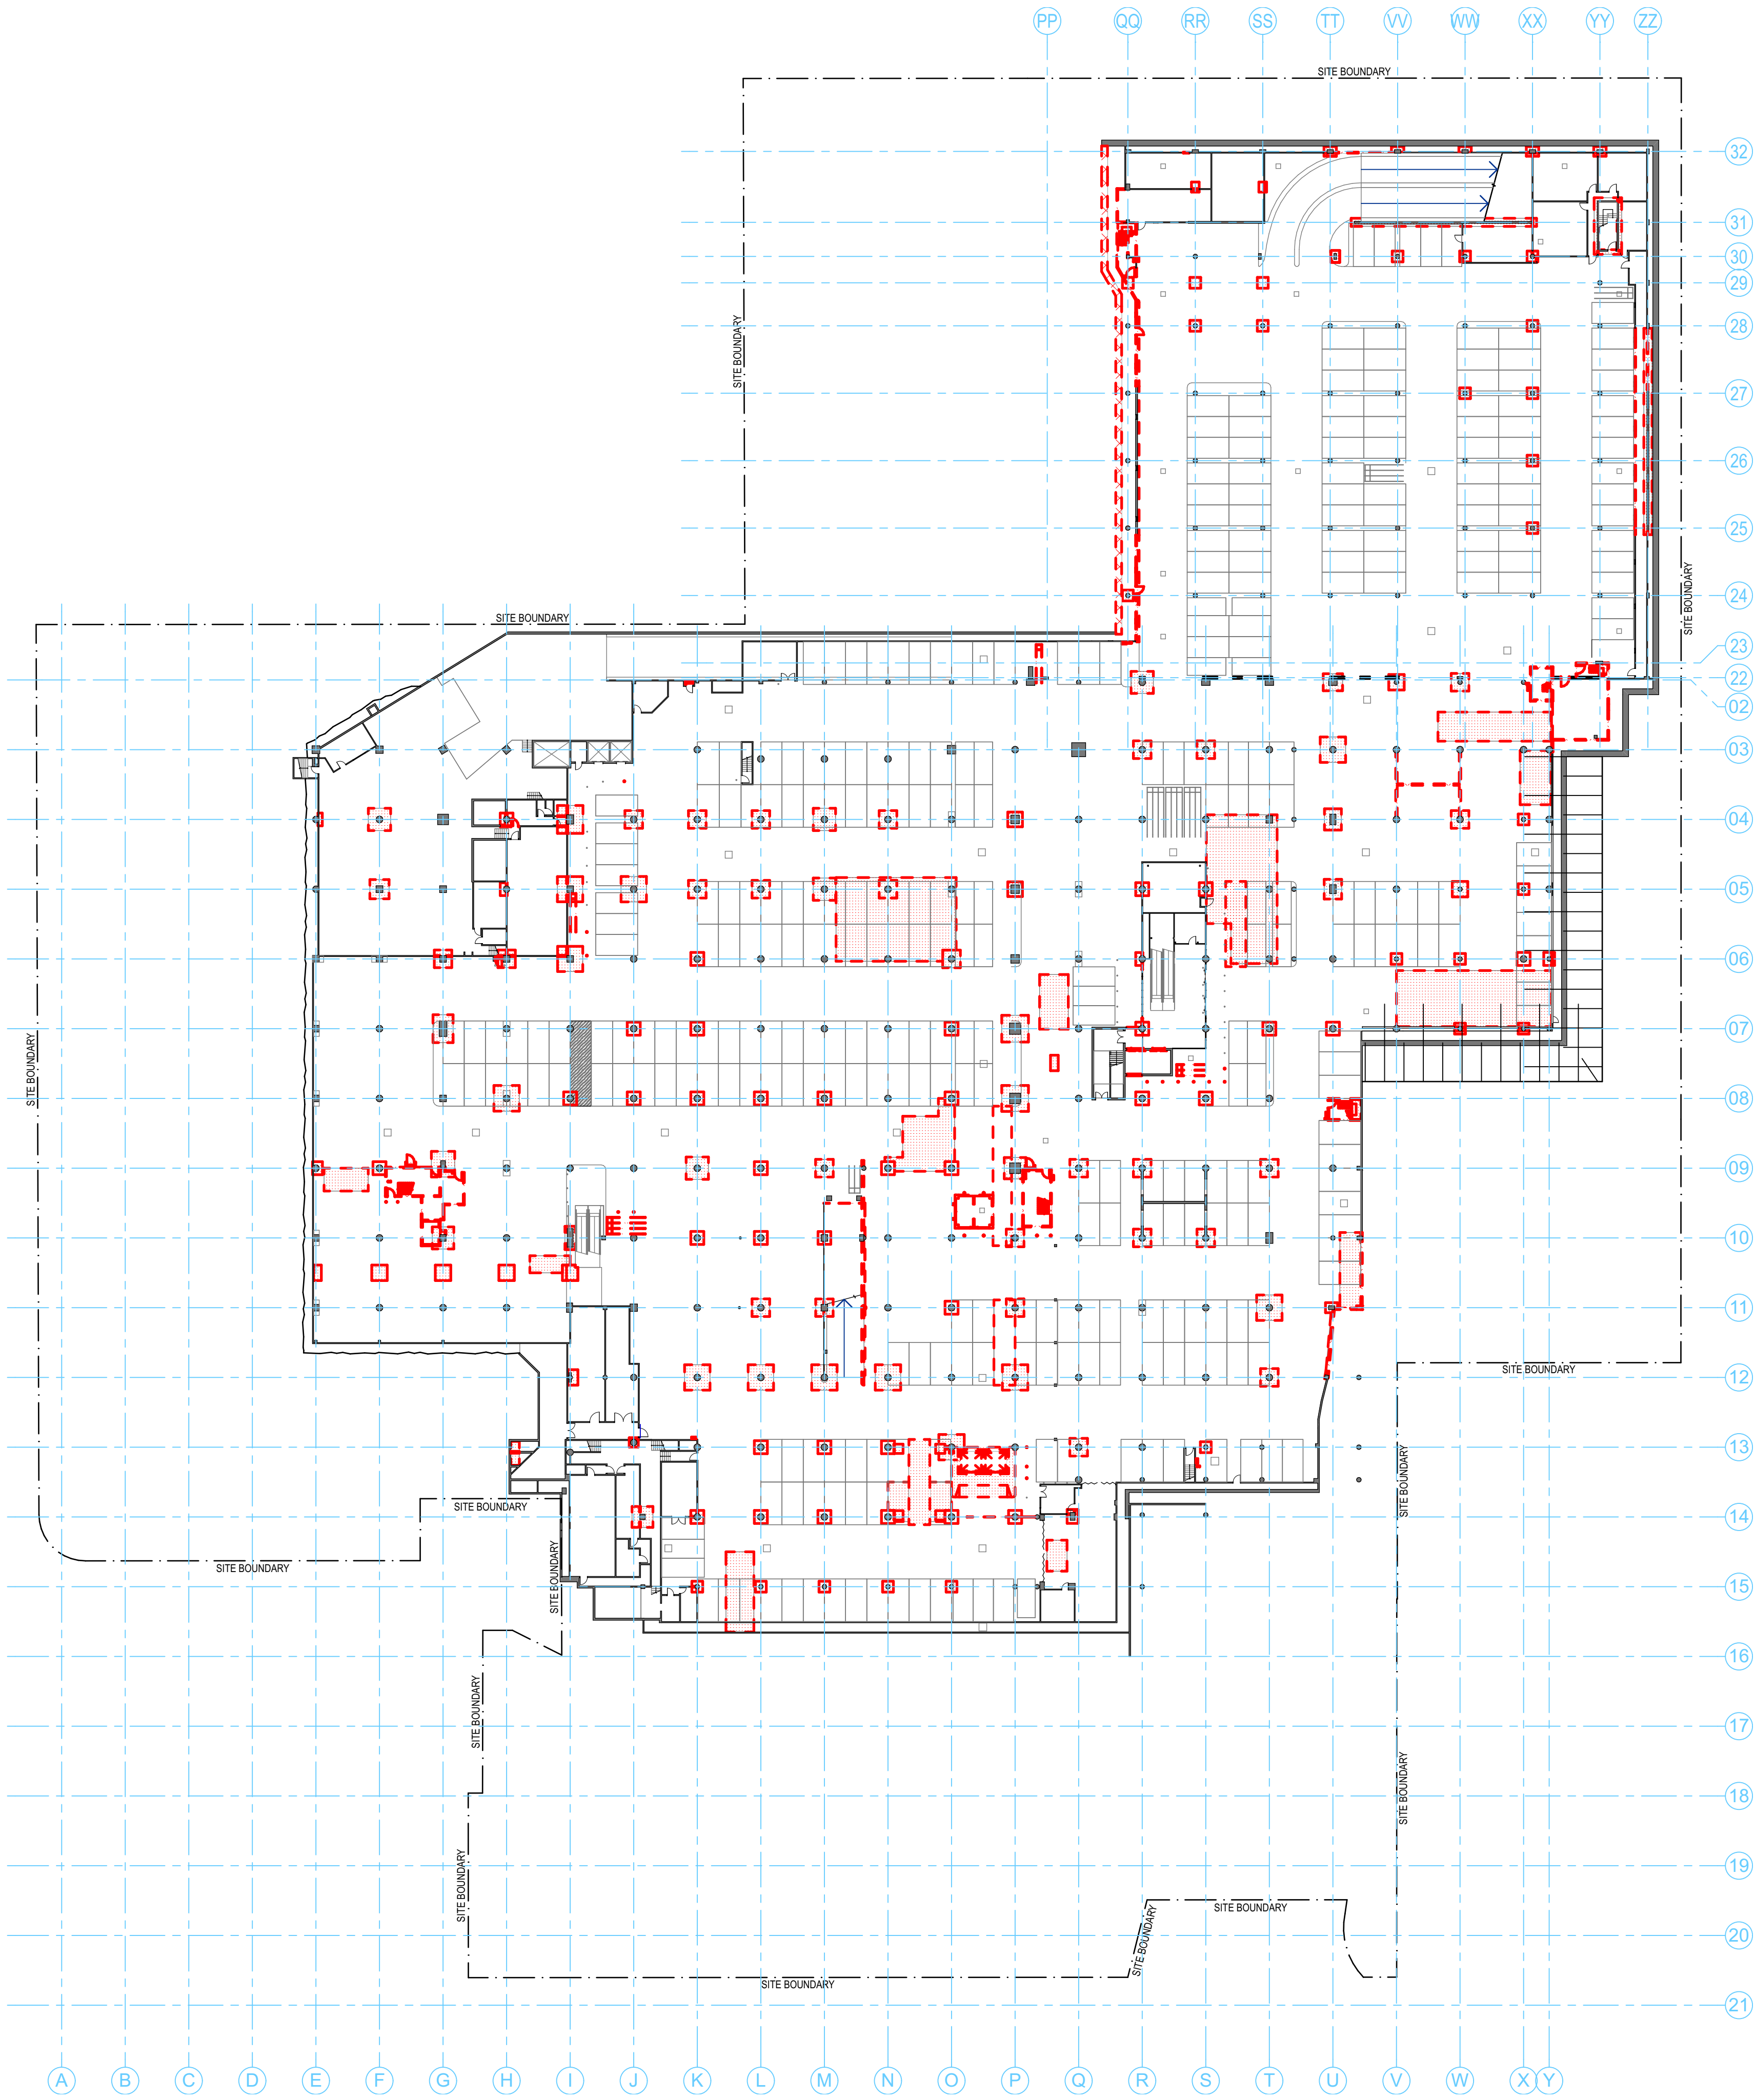 PP QQ RR SS TT VV WW XX YY ZZ
SITE BOUNDARY
32
31
30
29
SITE BOUNDARY
28
27
26
25
SITE BOUNDARY
24
SITE BOUNDARY
23
22
02
03
04
05
06
SITE BOUNDARY
07
08
09
10
11
SITE BOUNDARY
12
13
SITE BOUNDARY
SITE BOUNDARY
14
SITE BOUNDARY
SITE BOUNDARY
15
16
SITE BOUNDARY
17
SITE BOUNDARY
18
19
SITE BOUNDARY
SITE BOUNDARY
SITE BOUNDARY
20
SITE BOUNDARY
21
A B C D E F G H I J K L M N O P Q R S T U V W X Y